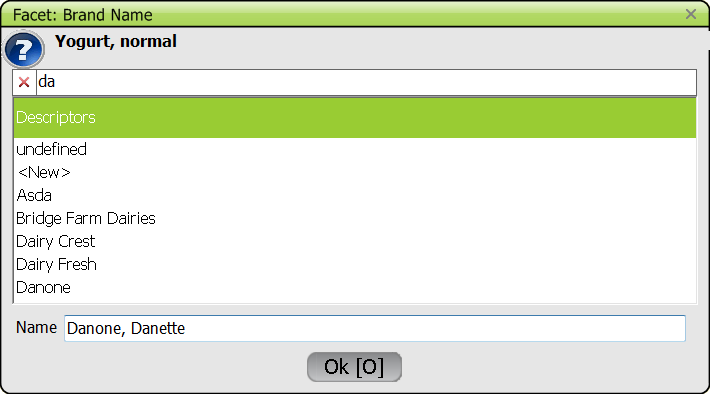 Facet: Brand Name
?
Yogurt, normal
da
Descriptors
undefined
<New>
Asda
Bridge Farm Dairies
Dairy Crest
Dairy Fresh
Danone
Name Danone, Danette
Ok [O]